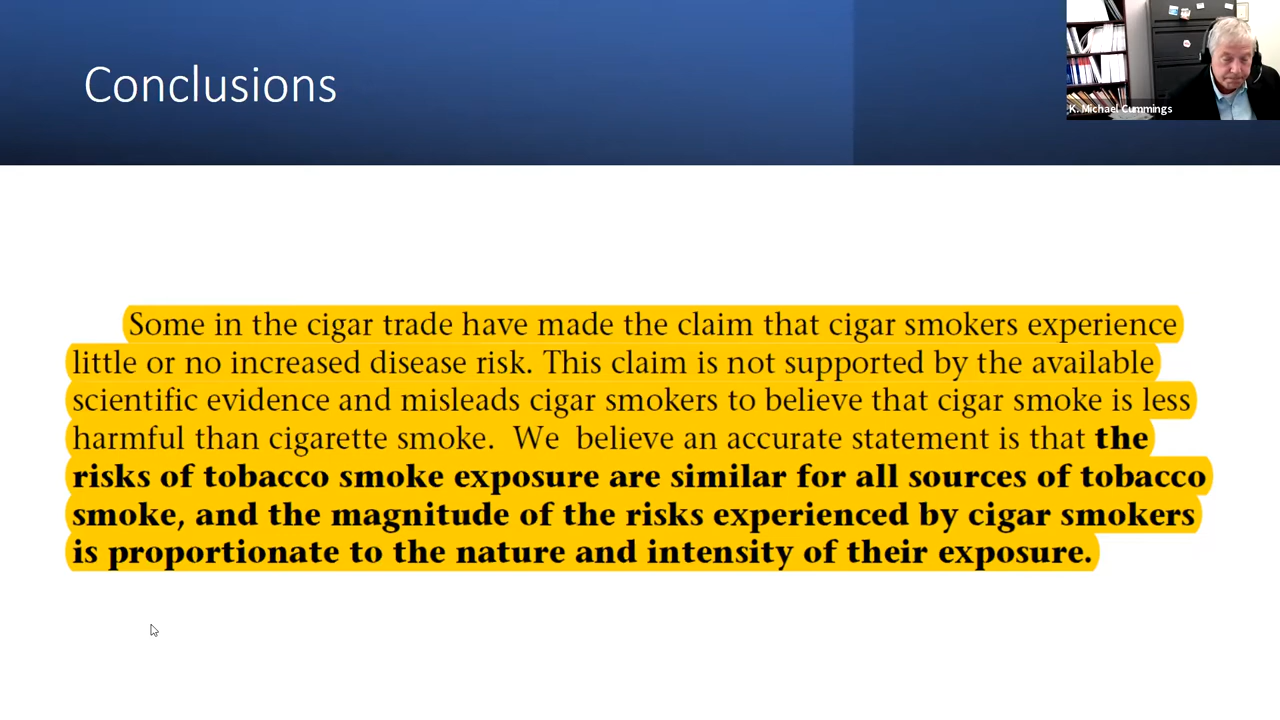 Conclusions
K. Michael Cummings
Some in the cigar trade have made the claim that cigar smokers experience
little or no increased disease risk. This claim is not supported by the available
scientific evidence and misleads cigar smokers to believe that cigar smoke is less
harmful than cigarette smoke. We believe an accurate statement is that the
risks of tobacco smoke exposure are similar for all sources of tobacco
smoke, and the magnitude of the risks experienced by cigar smokers
is proportionate to the nature and intensity of their exposure.